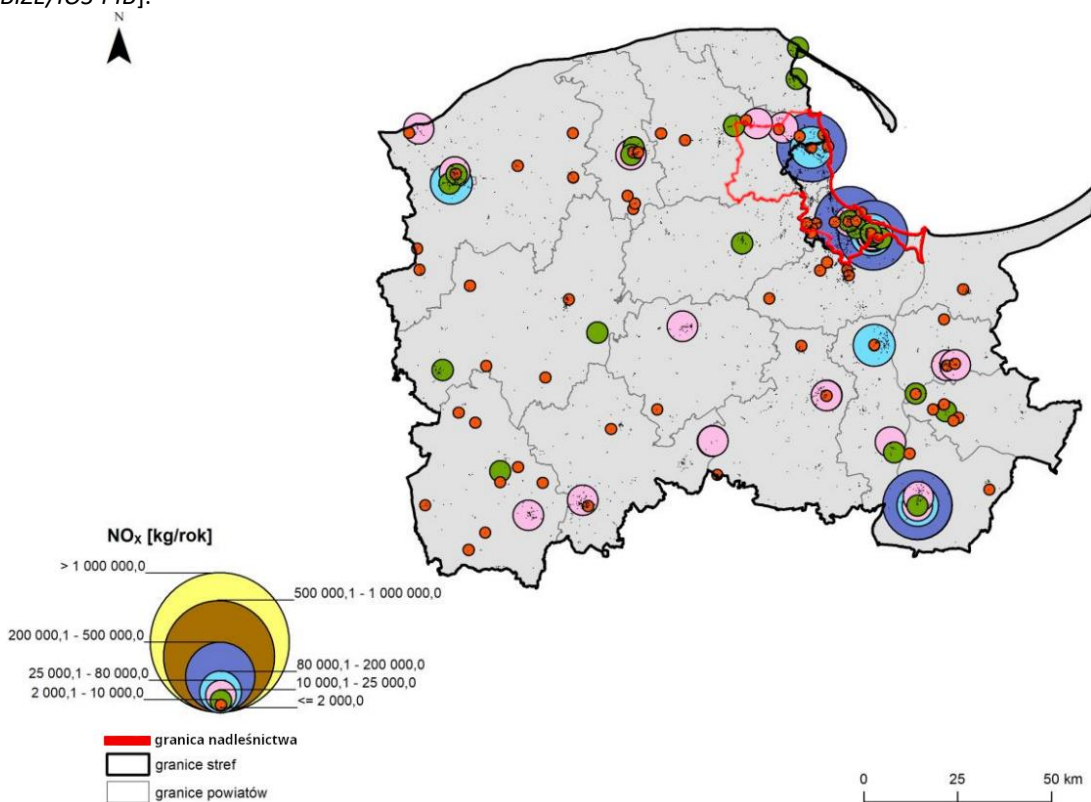 BIZE/IOŚ-PIB].
N
NOX [kg/rok]
> 1 000 000,0
500 000,1 - 1 000 000,0
200 000,1 - 500 000,0
80 000,1 - 200 000,0
25 000,1 - 80 000,0
10 000,1 - 25 000,0
2 000,1 - 10 000,0
<= 2 000,0
granica nadleśnictwa
granice stref
granice powiatów
0 25 50 km